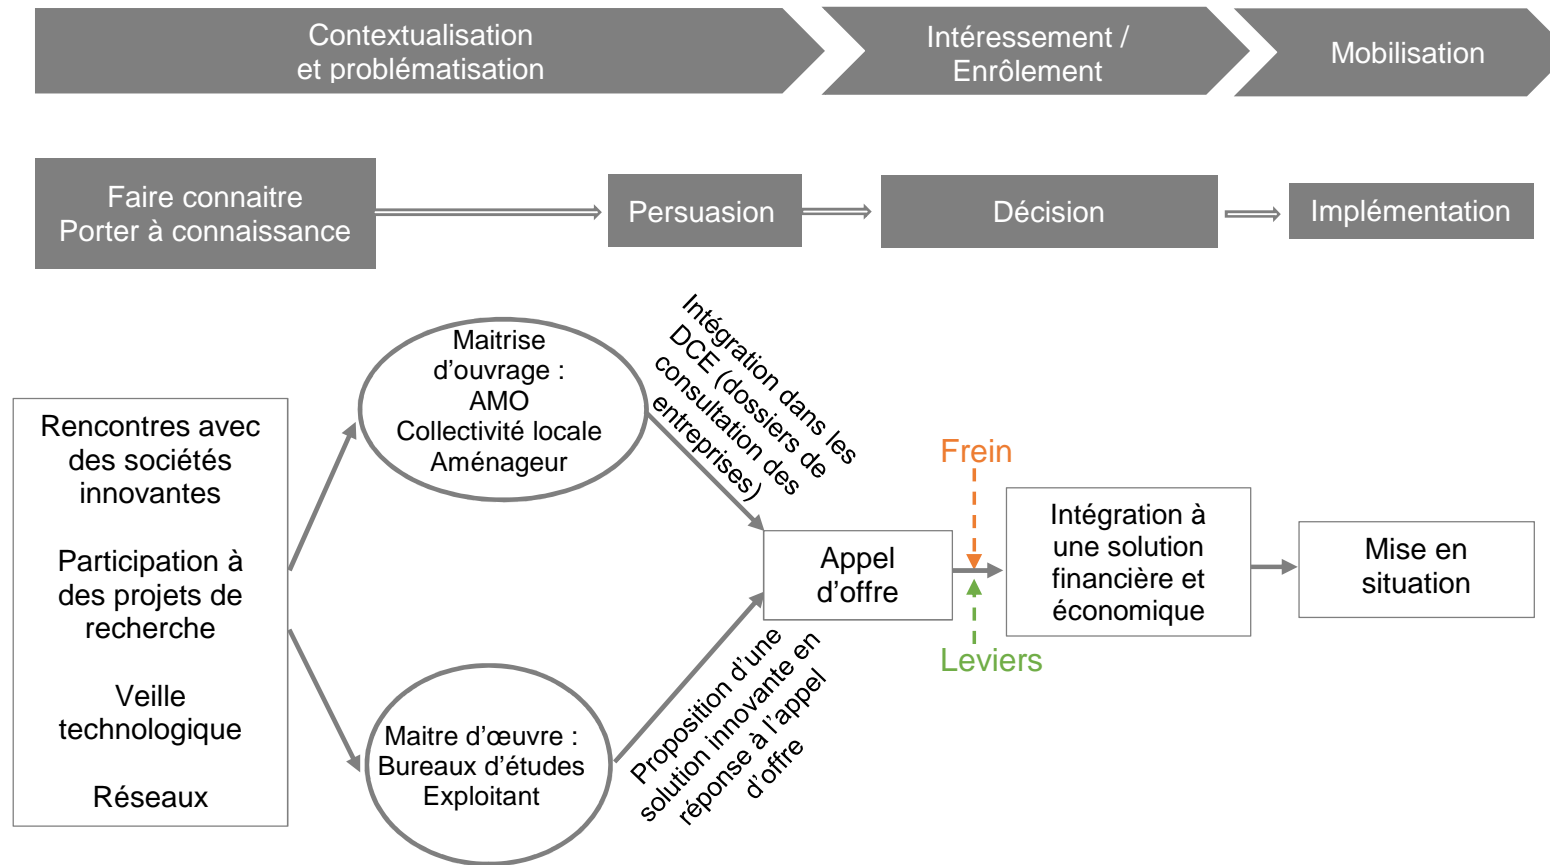 Contextualisation
et problématisation
Intéressement /
Enrôlement
Mobilisation
Faire connaitre
Porter à connaissance
Persuasion
Décision
Implémentation
Rencontres avec
des sociétés
innovantes
Participation à
des projets de
recherche
Veille
technologique
Réseaux
Maitrise
d’ouvrage :
AMO
Collectivité locale
Aménageur
Maitre d’œuvre :
Bureaux d’études
Exploitant
Intégration dans les
DCE (dossiers de
consultation des
entreprises)
Proposition d’une
solution innovante en
réponse à l’appel
d’offre
Appel
d’offre
Frein
Leviers
Intégration à
une solution
financière et
économique
Mise en
situation